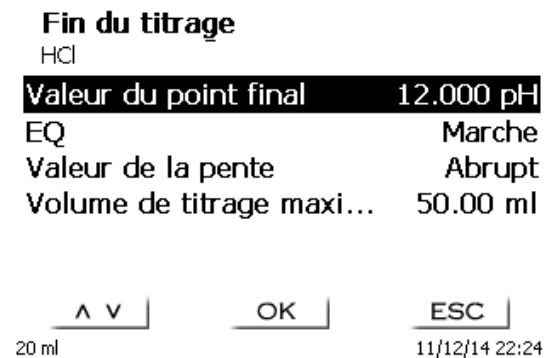 Fin du titrage
HCl
Valeur du point final 12.000 pH
EQ Marche
Valeur de la pente Abrupt
Volume de titrage maxi... 50.00 ml
∧ ∨ OK ESC
20 ml 11/12/14 22:24